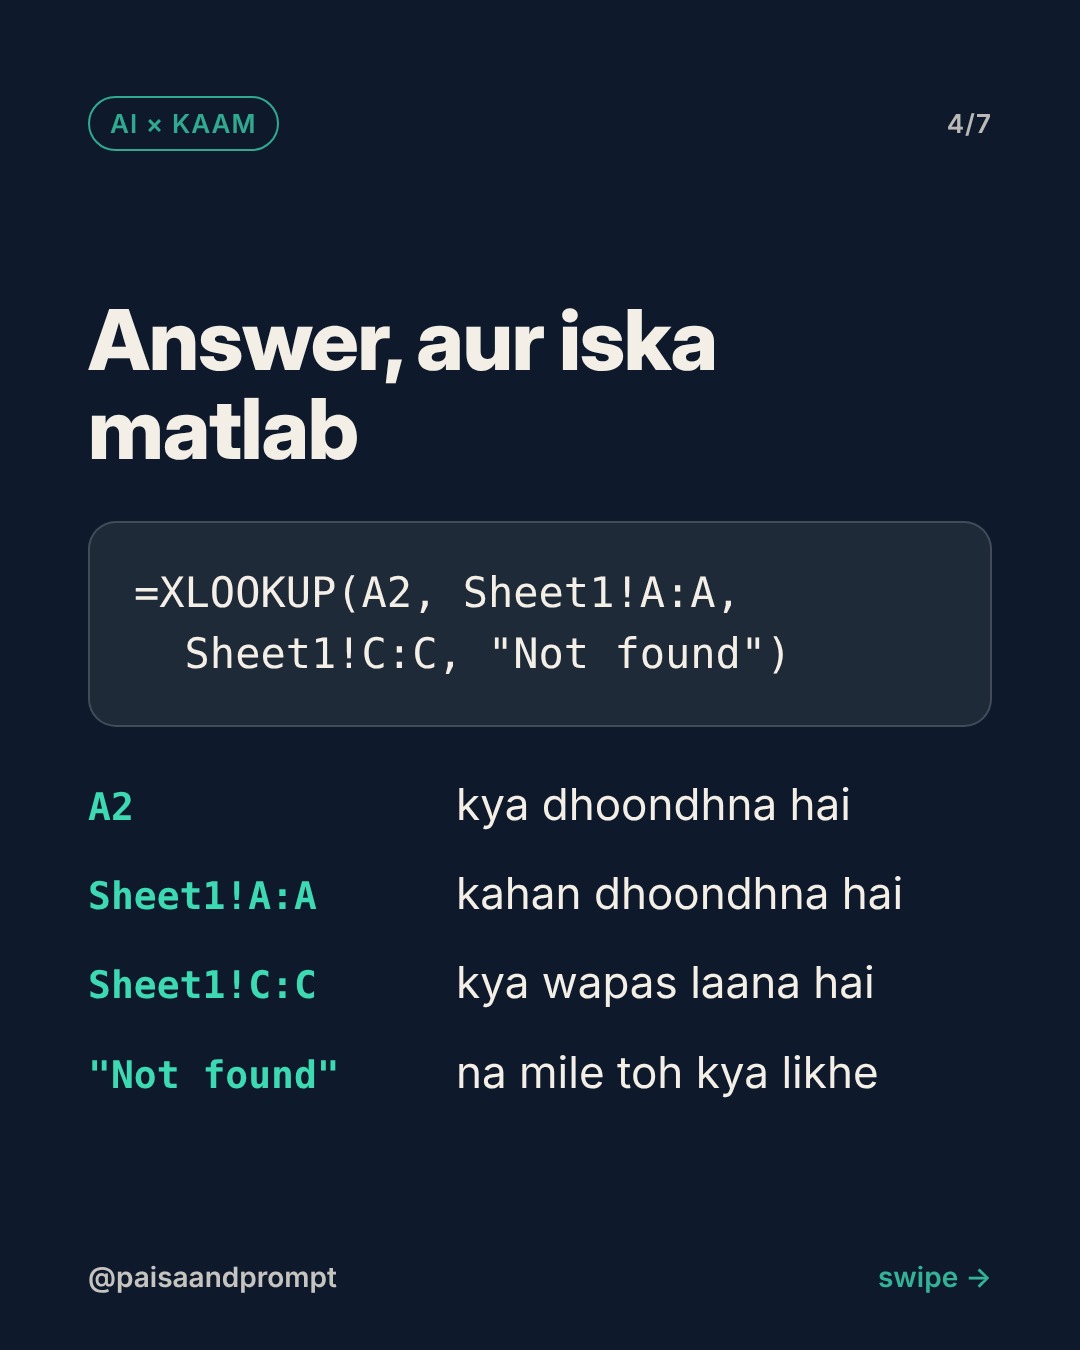 AI × KAAM
4/7
Answer, aur iska
matlab
=XLOOKUP(A2, Sheet1!A:A,
Sheet1!C:C, "Not found")
A2 kya dhoondhna hai
Sheet1!A:A kahan dhoondhna hai
Sheet1!C:C kya wapas laana hai
"Not found" na mile toh kya likhe
@paisaandprompt
swipe →